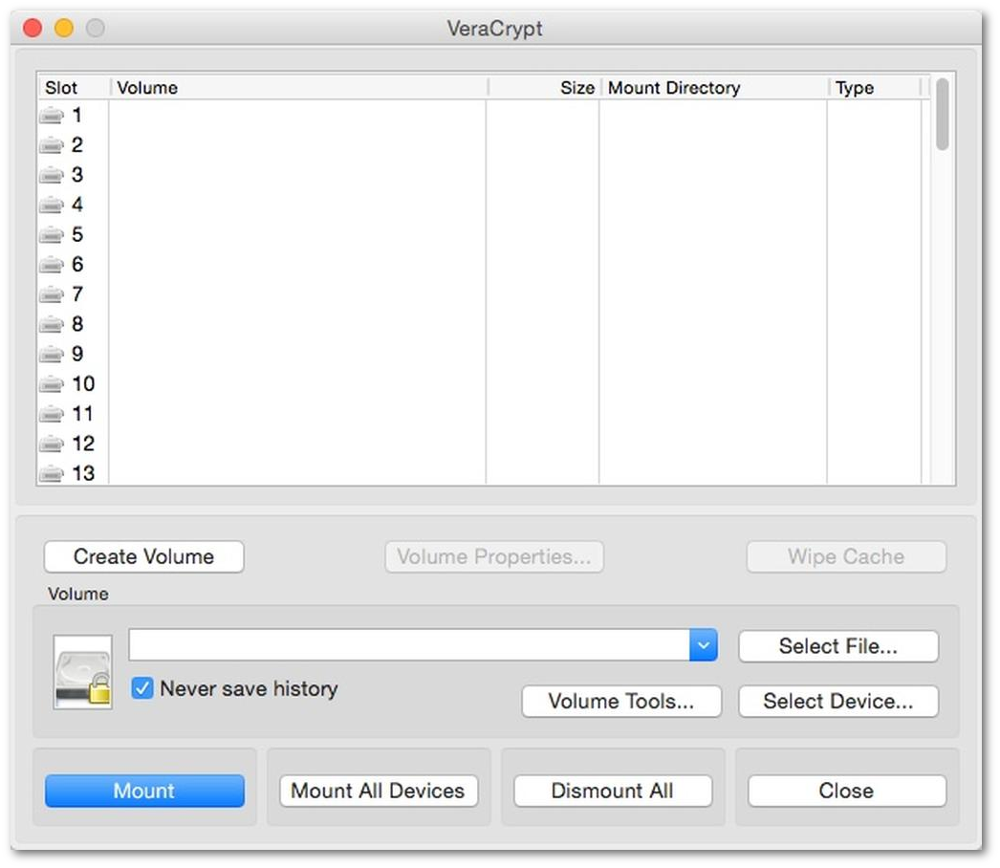 VeraCrypt
Slot Volume Size Mount Directory Type
1
2
3
4
5
6
7
8
9
10
11
12
13
Create Volume Volume Properties... Wipe Cache
Volume
Select File...
Never save history
Volume Tools... Select Device...
Mount Mount All Devices Dismount All Close